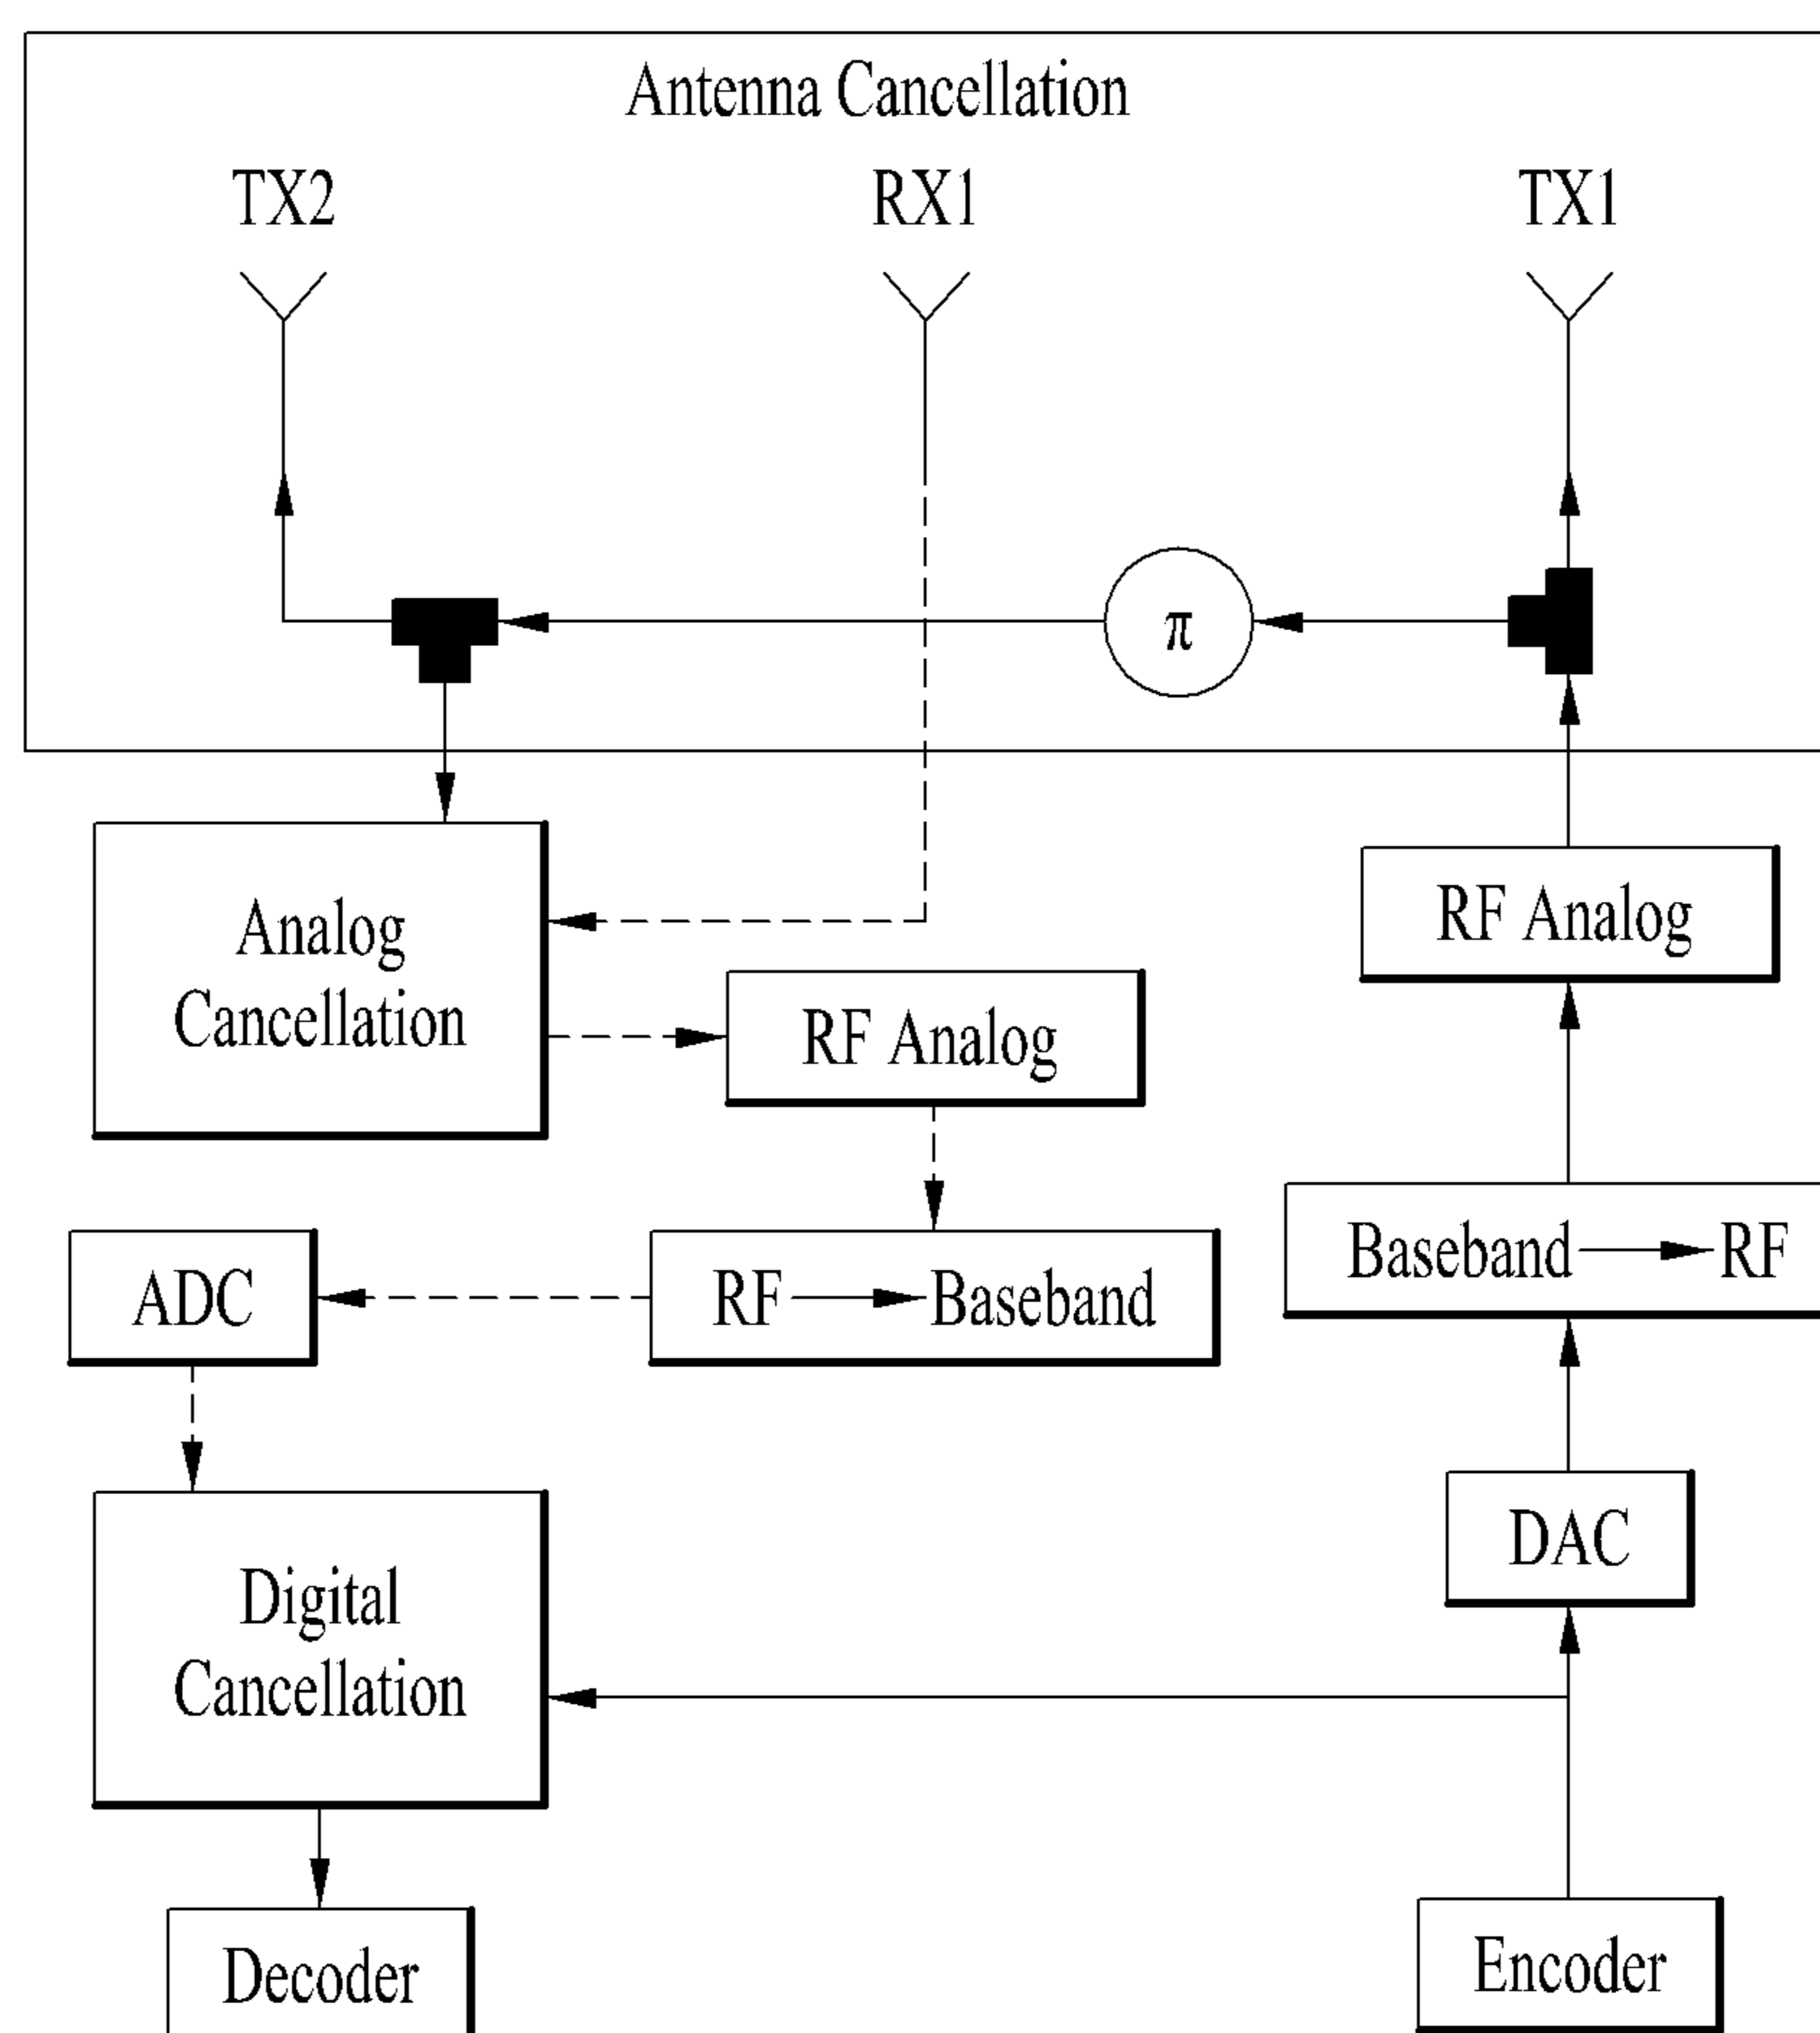 Antenna Cancellation
TX2
RX1
TX1
π
Analog
Cancellation
RF Analog
RF Analog
Baseband
RF
ADC
RF
Baseband
DAC
Digital
Cancellation
Decoder
Encoder